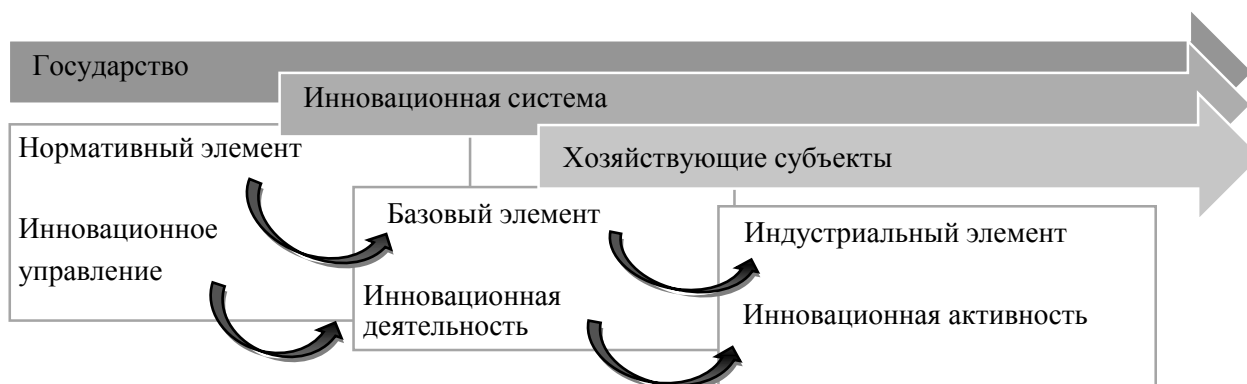 Государство
Инновационная система
Хозяйствующие субъекты
Нормативный элемент
Инновационное
управление
Базовый элемент
Инновационная
деятельность
Индустриальный элемент
Инновационная активность